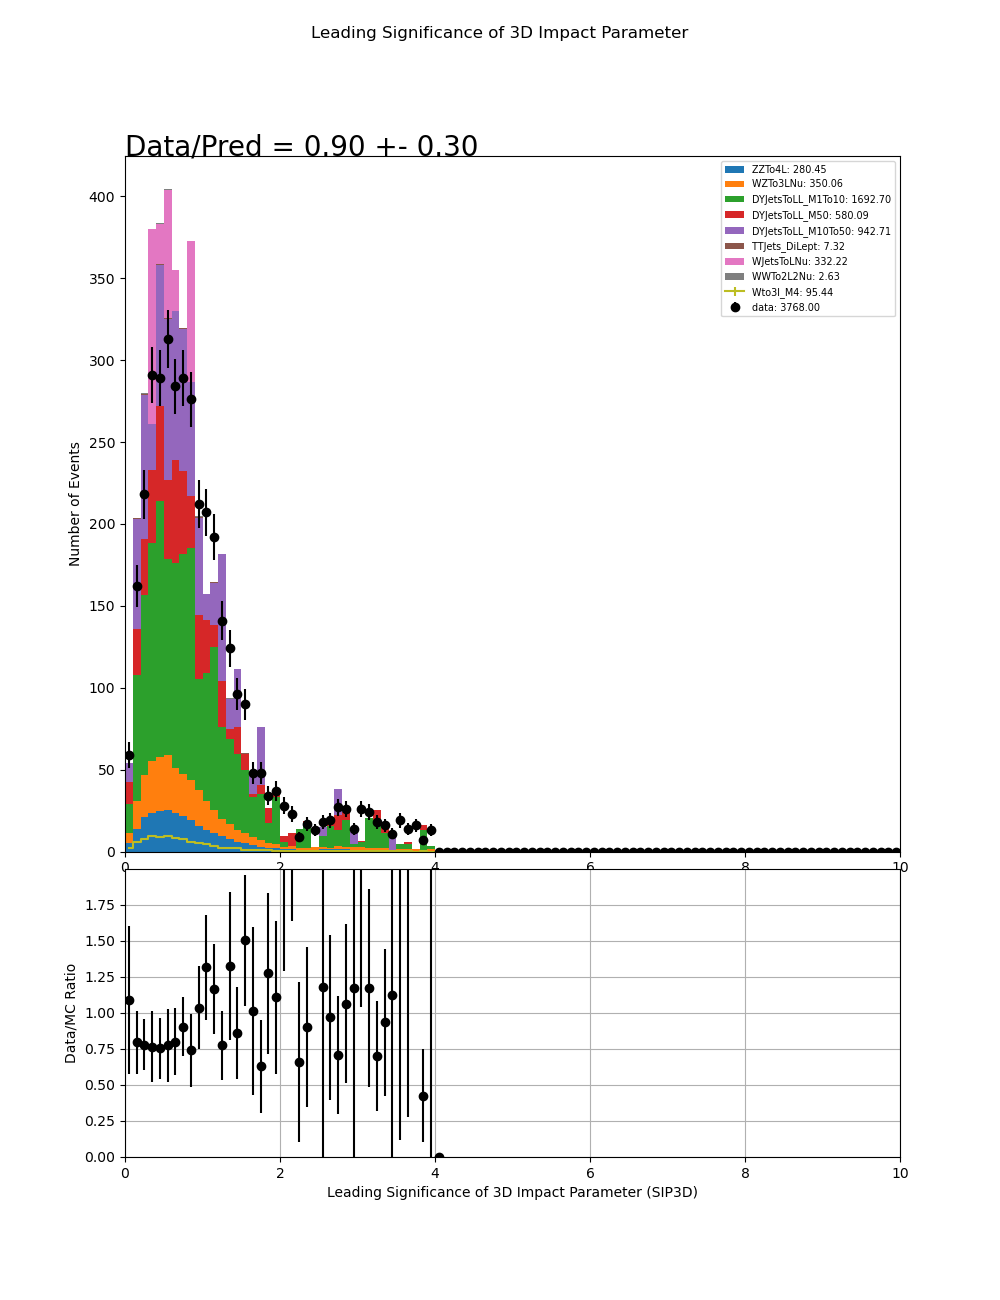 Leading Significance of 3D Impact Parameter
Data/Pred = 0.90 +- 0.30
ZZTo4L: 280.45
WZTo3LNu: 350.06
DYJetsToLL_M1To10: 1692.70
DYJetsToLL_M50: 580.09
DYJetsToLL_M10To50: 942.71
TTJets_DiLept: 7.32
WJetsToLNu: 332.22
WWTo2L2Nu: 2.63
Wto3l_M4: 95.44
data: 3768.00
Number of Events
400
350
300
250
200
150
100
50
0
0 2 4 6 8 10
Data/MC Ratio
1.75
1.50
1.25
1.00
0.75
0.50
0.25
0.00
0 2 4 6 8 10
Leading Significance of 3D Impact Parameter (SIP3D)